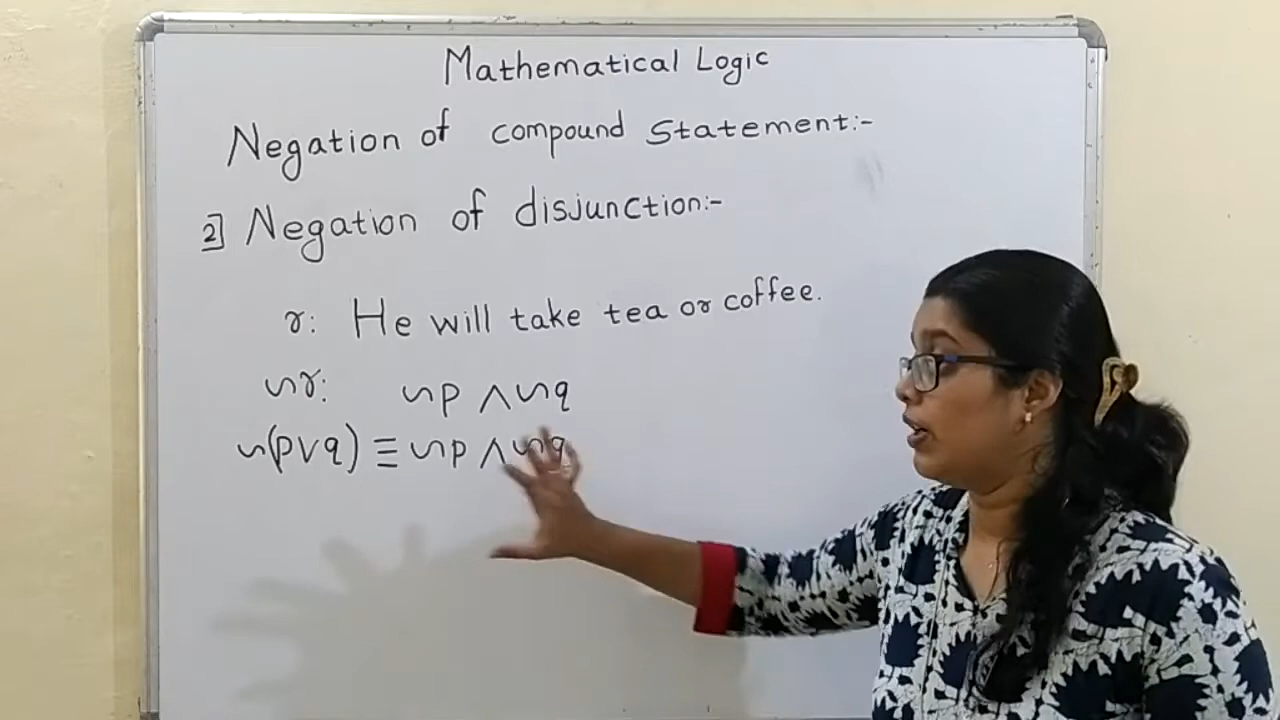 Mathematical Logic
Negation of compound statement:-
2] Negation of disjunction:-
r: He will take tea or coffee.
~r: ~p ∧ ~q
~(p∨q) ≡ ~p ∧ ~q